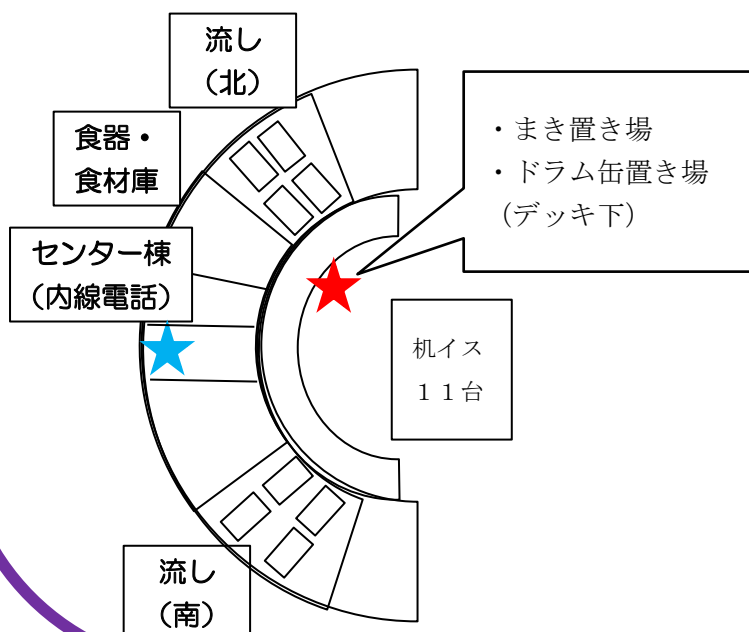 流し
（北）
食器・
食材庫
センター棟
（内線電話）
・まき置き場
・ドラム缶置き場
（デッキ下）
机イス
１１台
流し
（南）